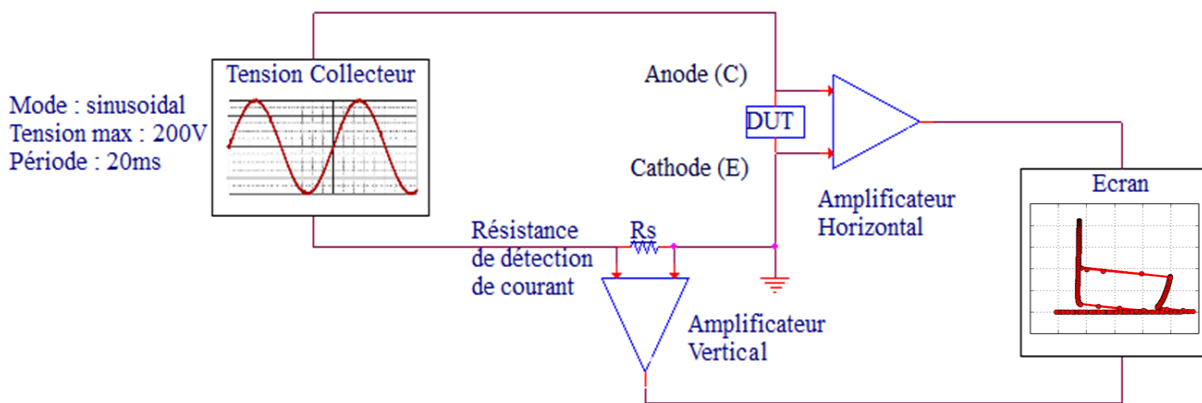 Tension Collecteur
Mode : sinusoidal
Tension max : 200V
Période : 20ms
Anode (C)
DUT
Cathode (E)
Amplificateur
Horizontal
Ecran
Résistance
de détection
de courant
Rs
Amplificateur
Vertical